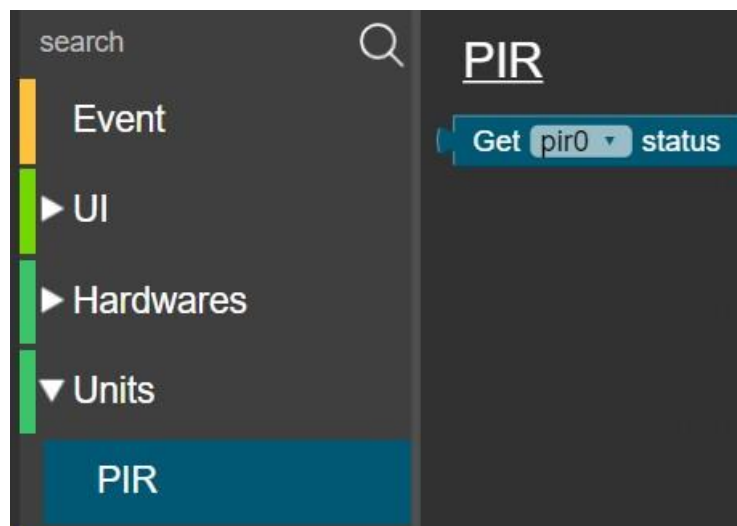 search
Event
UI
Hardwares
Units
PIR
PIR
Get pir0 status